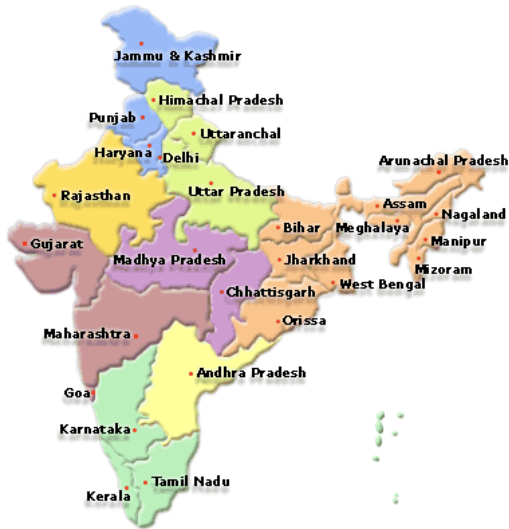 Jammu & Kashmir
Himachal Pradesh
Punjab
Uttaranchal
Haryana
Delhi
Arunachal Pradesh
Rajasthan
Uttar Pradesh
Assam
Nagaland
Bihar
Meghalaya
Gujarat
Manipur
Madhya Pradesh
Jharkhand
Mizoram
Chhattisgarh
West Bengal
Orissa
Maharashtra
Andhra Pradesh
Goa
Karnataka
Tamil Nadu
Kerala